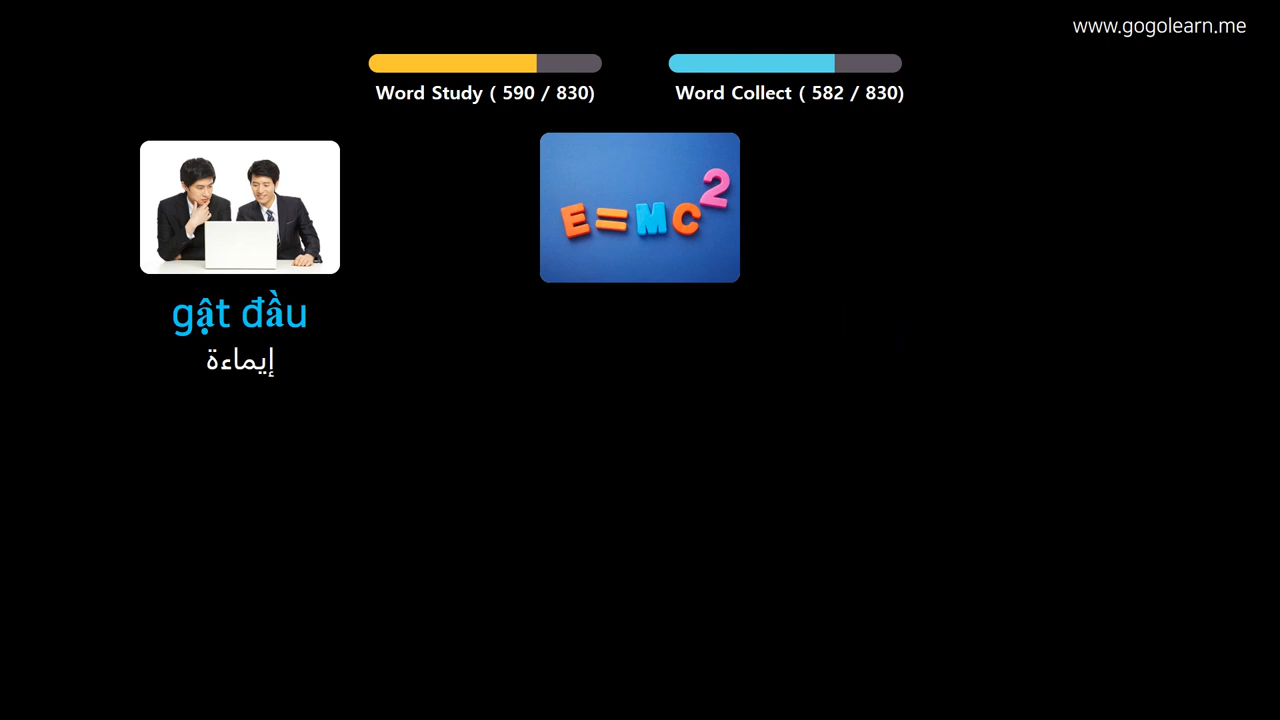 www.gogolearn.me
Word Study ( 590 / 830)
Word Collect ( 582 / 830)
E=MC2
gật đầu
إيماءة